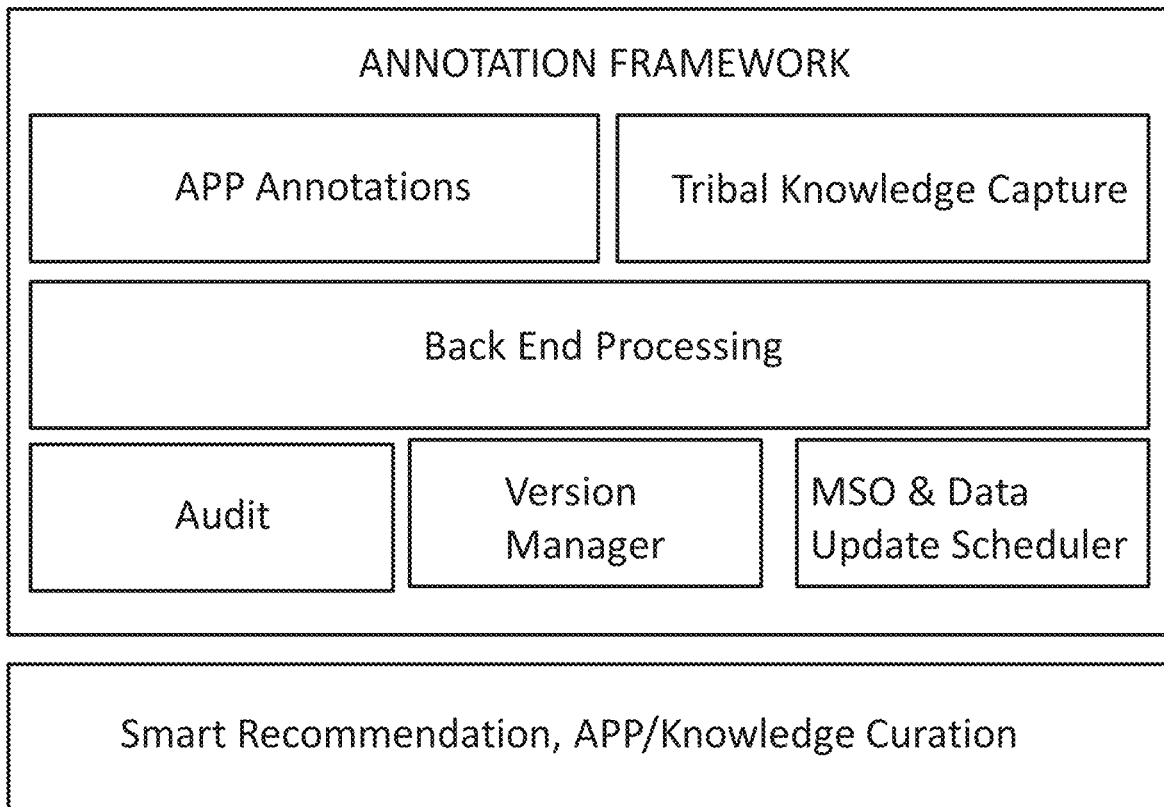 ANNOTATION FRAMEWORK
APP Annotations
Tribal Knowledge Capture
Back End Processing
Audit
Version
Manager
MSO & Data
Update Scheduler
Smart Recommendation, APP/Knowledge Curation